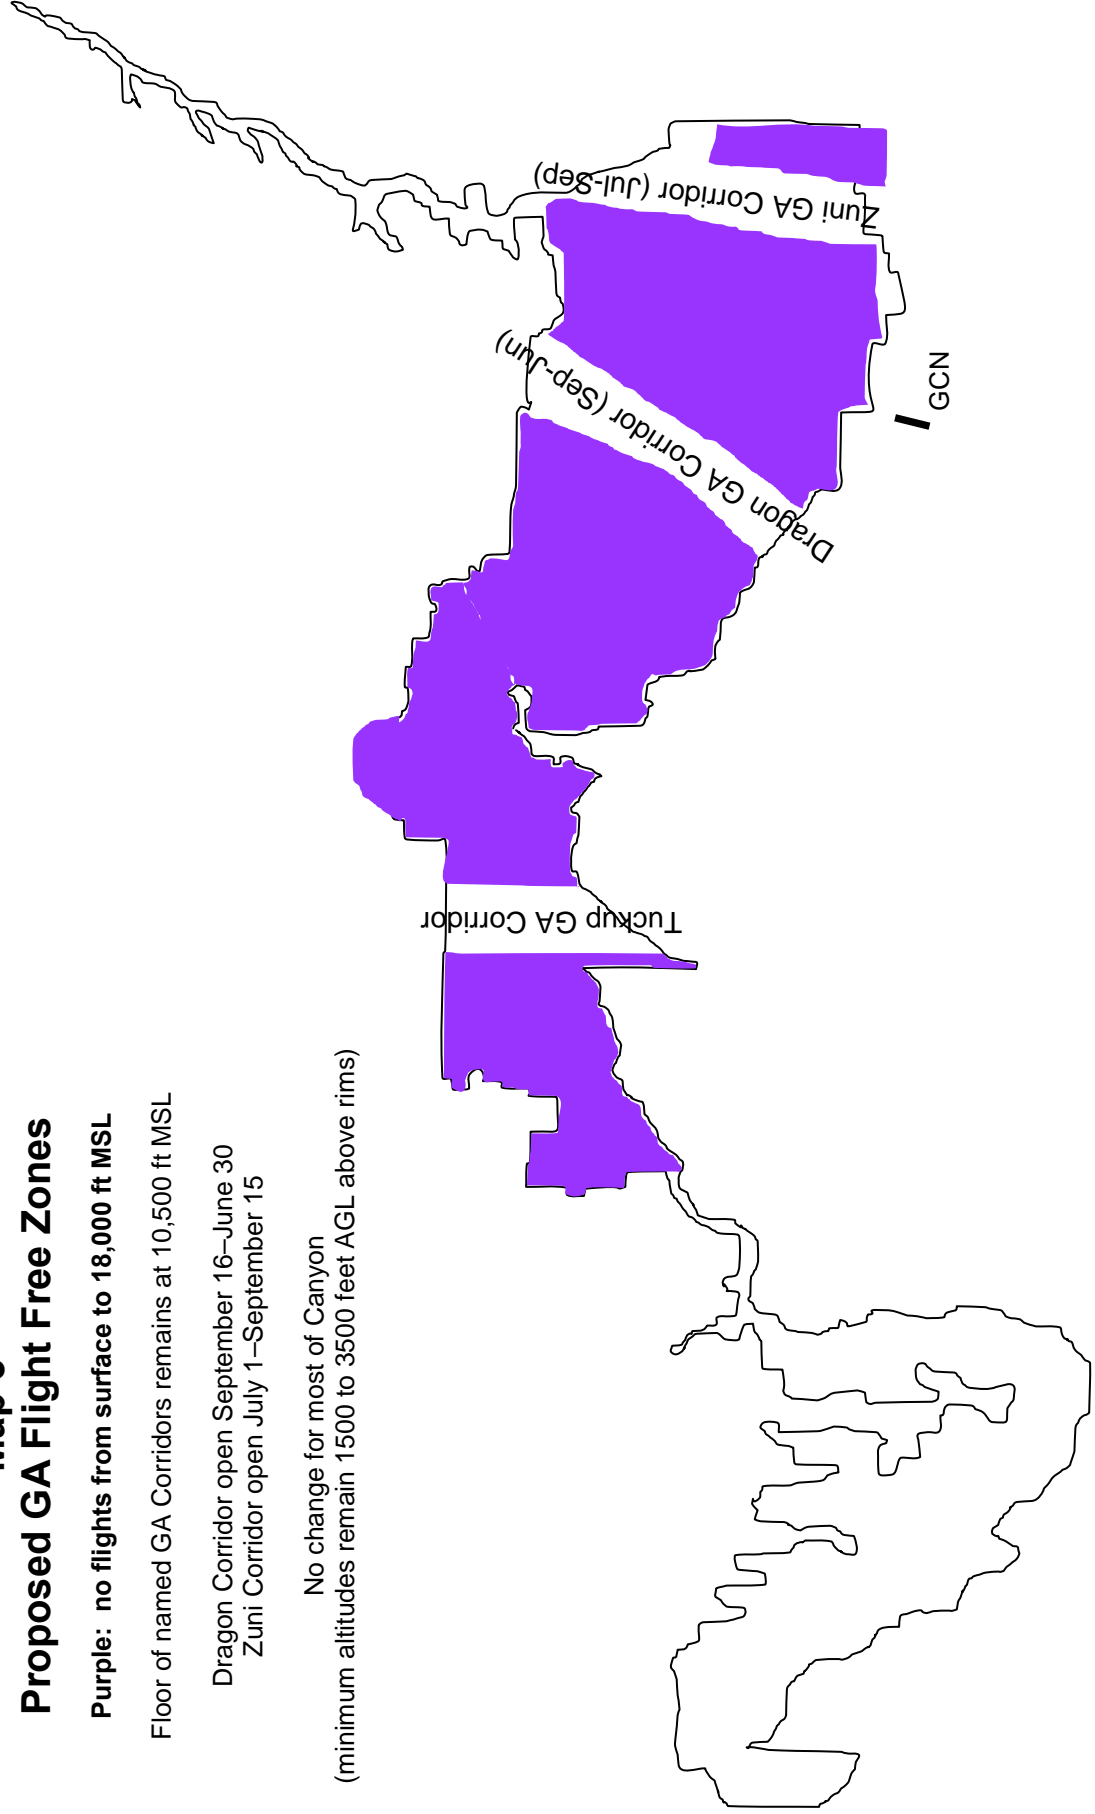 Proposed GA Flight Free Zones
Purple: no flights from surface to 18,000 ft MSL
Floor of named GA Corridors remains at 10,500 ft MSL
Dragon Corridor open September 16–June 30
Zuni Corridor open July 1–September 15
No change for most of Canyon
(minimum altitudes remain 1500 to 3500 feet AGL above rims)
Tuckup GA Corridor
Dragon GA Corridor (Sep-Jun)
Zuni GA Corridor (Jul-Sep)
GCN